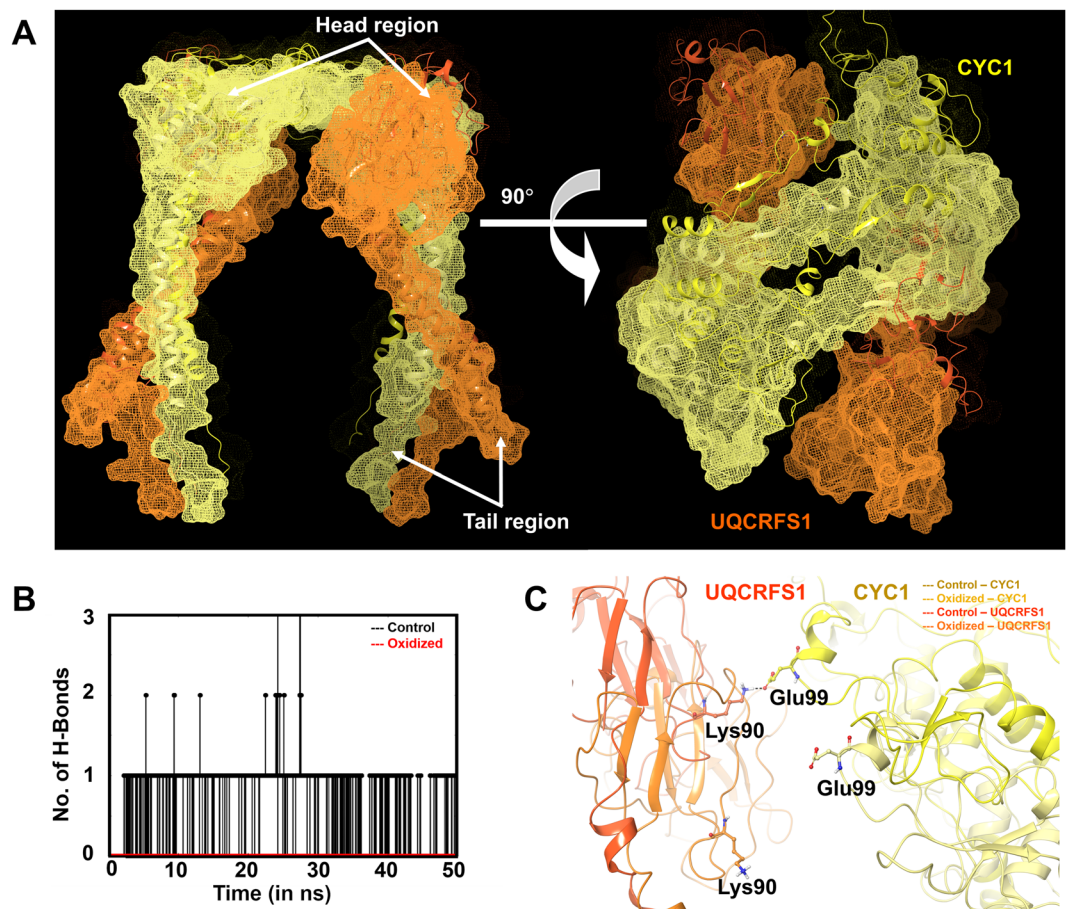 A
Head region
CYC1
90°
Tail region
UQCRFS1
B
3
--- Control
--- Oxidized
2
1
0
No. of H-Bonds
0 10 20 30 40 50
Time (in ns)
C
UQCRFS1
CYC1
--- Control – CYC1
--- Oxidized – CYC1
--- Control – UQCRFS1
--- Oxidized – UQCRFS1
Glu99
Lys90
Glu99
Lys90